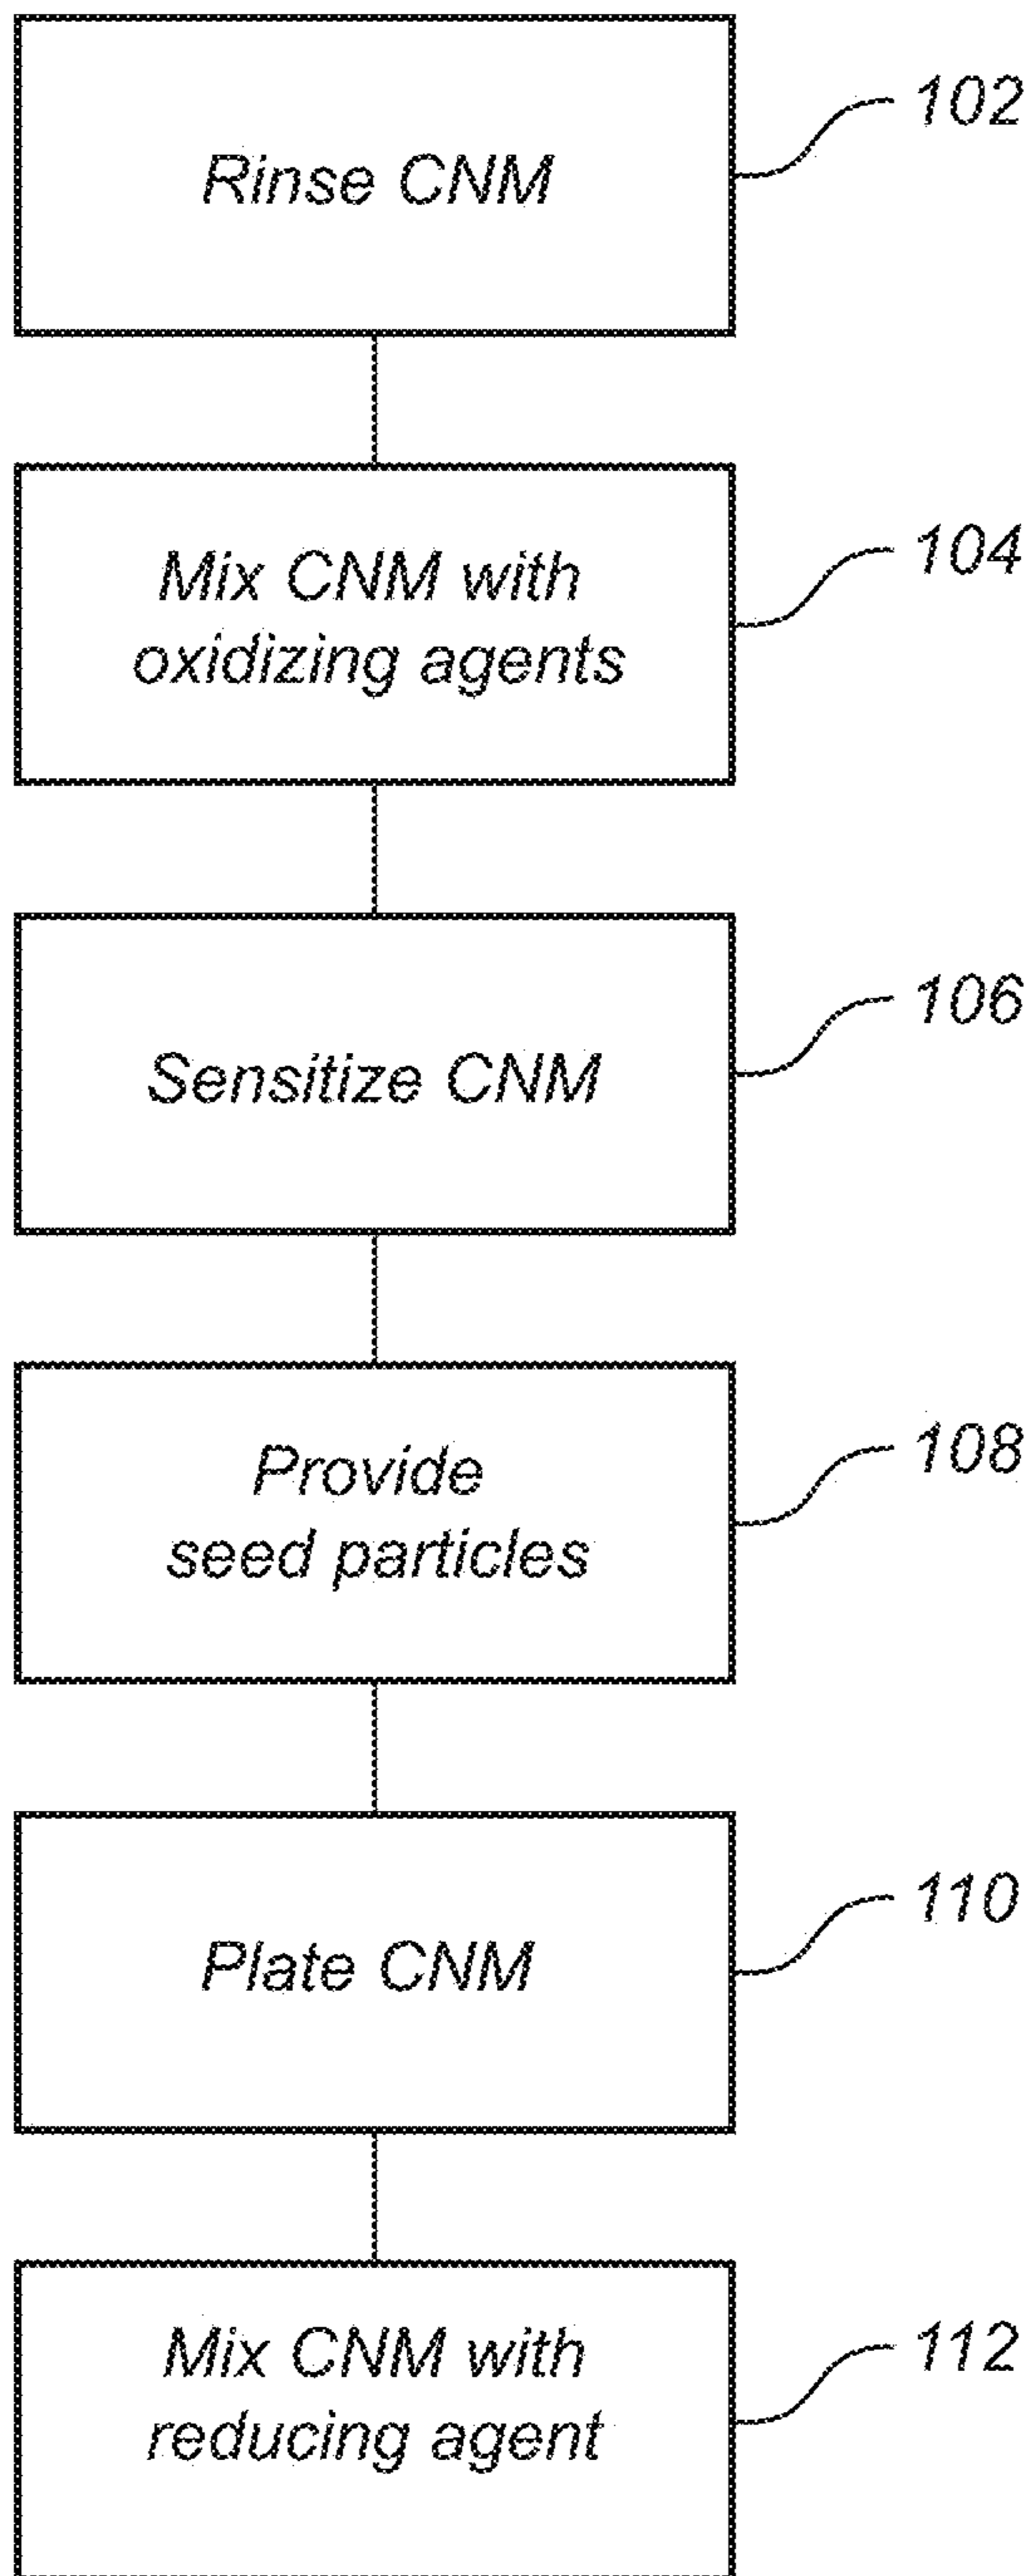 Rinse CNM
102
Mix CNM with
oxidizing agents
104
Sensitize CNM
106
Provide
seed particles
108
Plate CNM
110
Mix CNM with
reducing agent
112